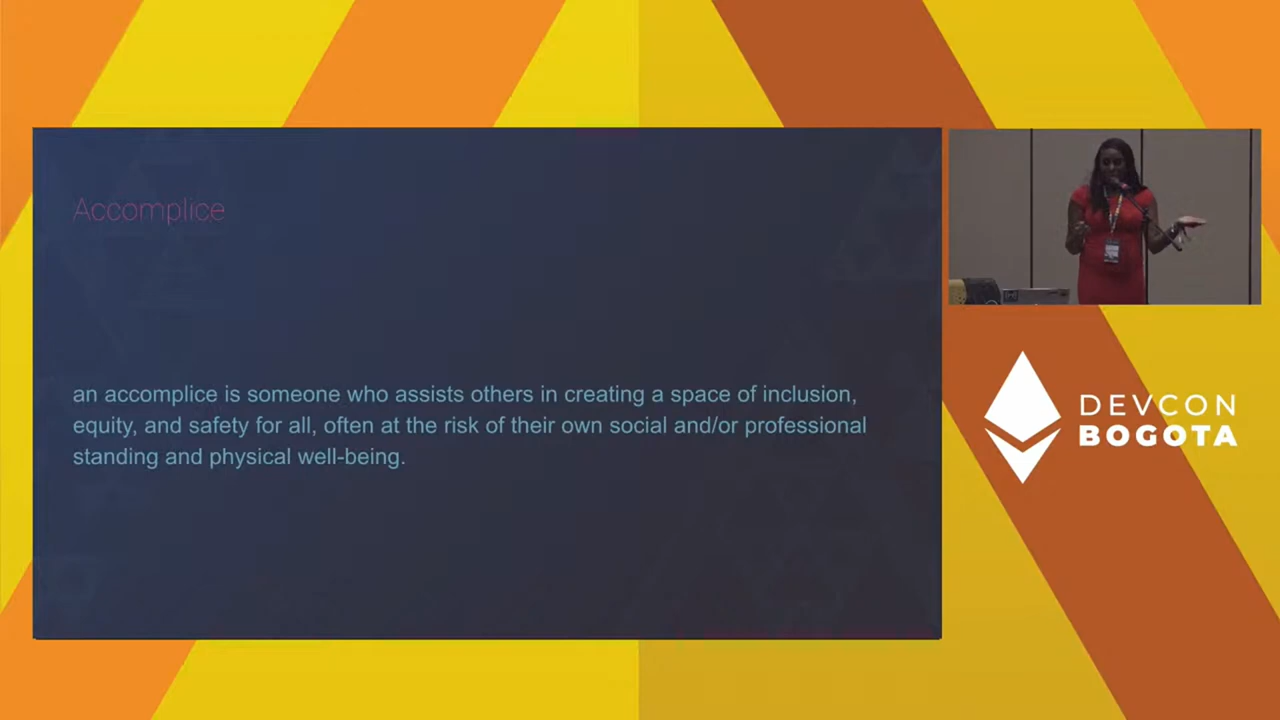 Accomplice
an accomplice is someone who assists others in creating a space of inclusion,
equity, and safety for all, often at the risk of their own social and/or professional
standing and physical well-being.
DEVCON
BOGOTA